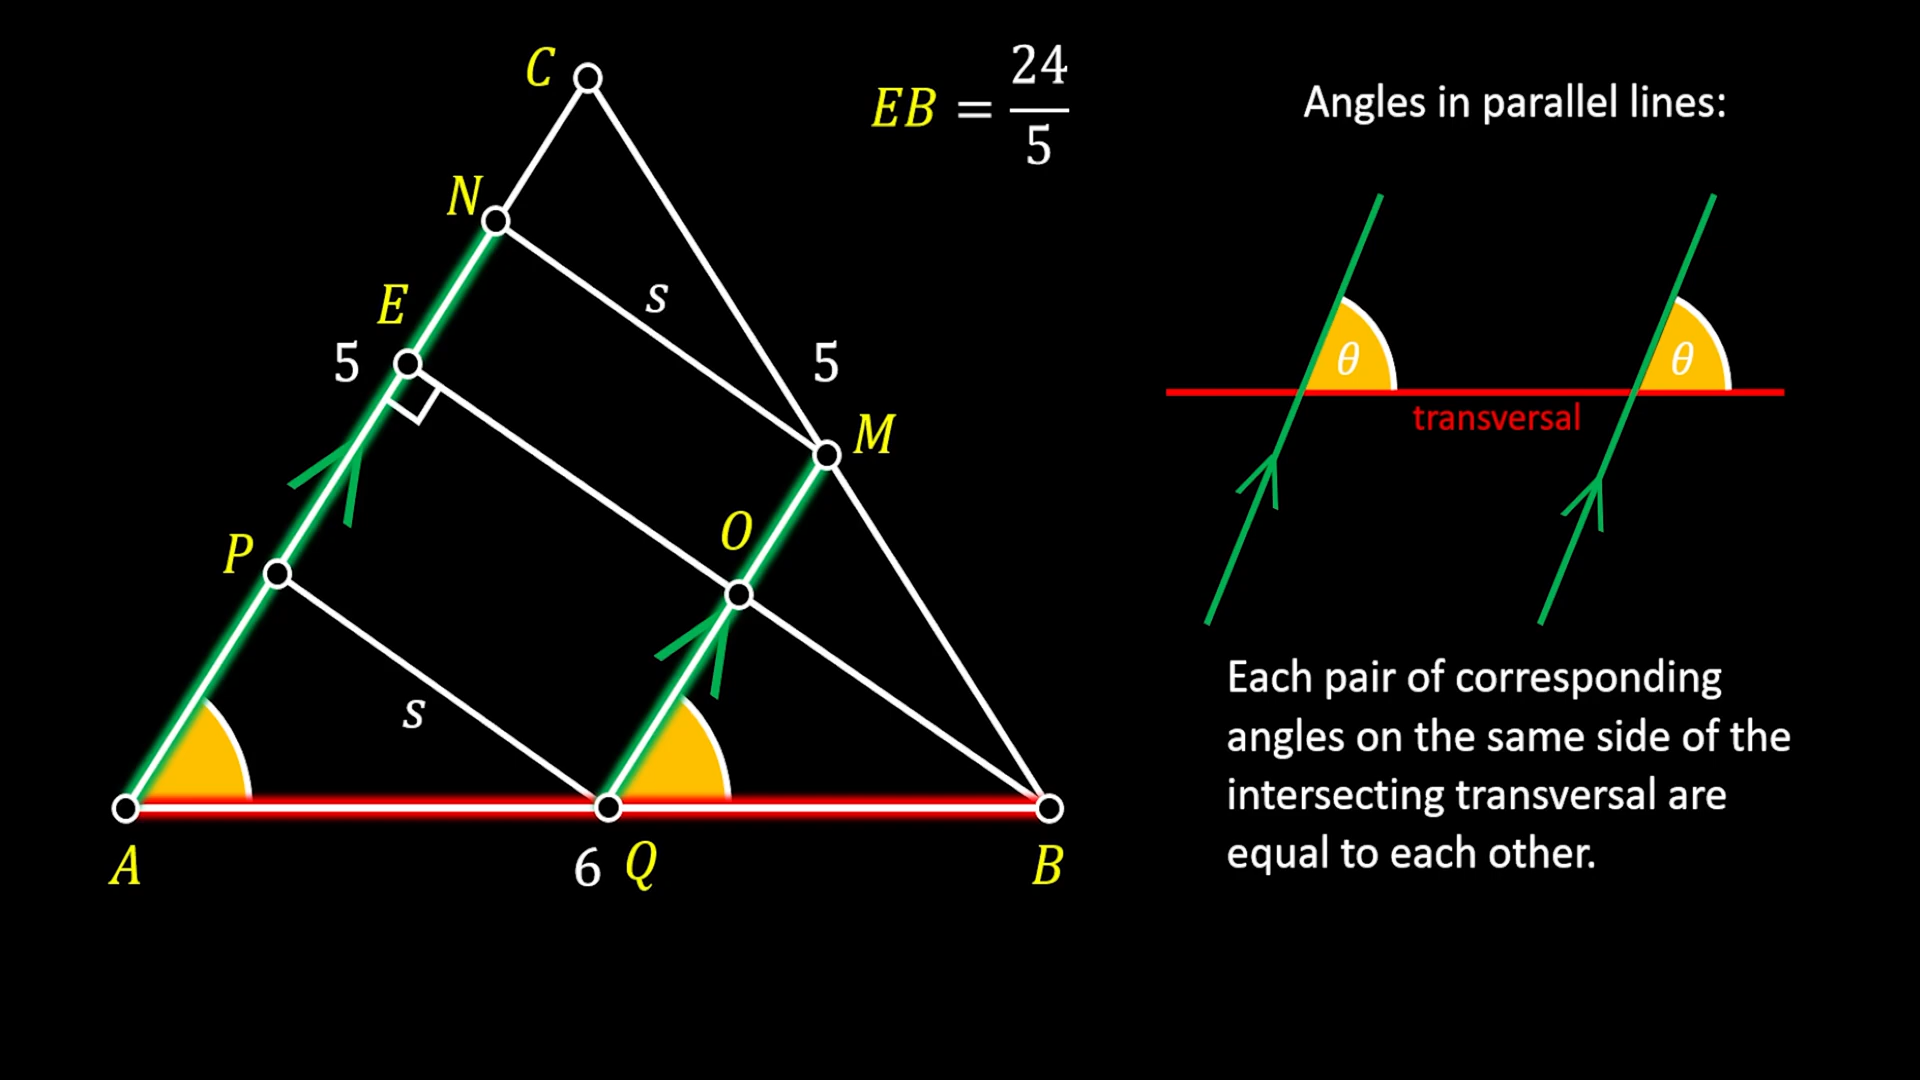 C
N
E
5
P
s
5
M
O
s
A
6
Q
B
EB = 24/5
Angles in parallel lines:
θ
θ
transversal
Each pair of corresponding
angles on the same side of the
intersecting transversal are
equal to each other.